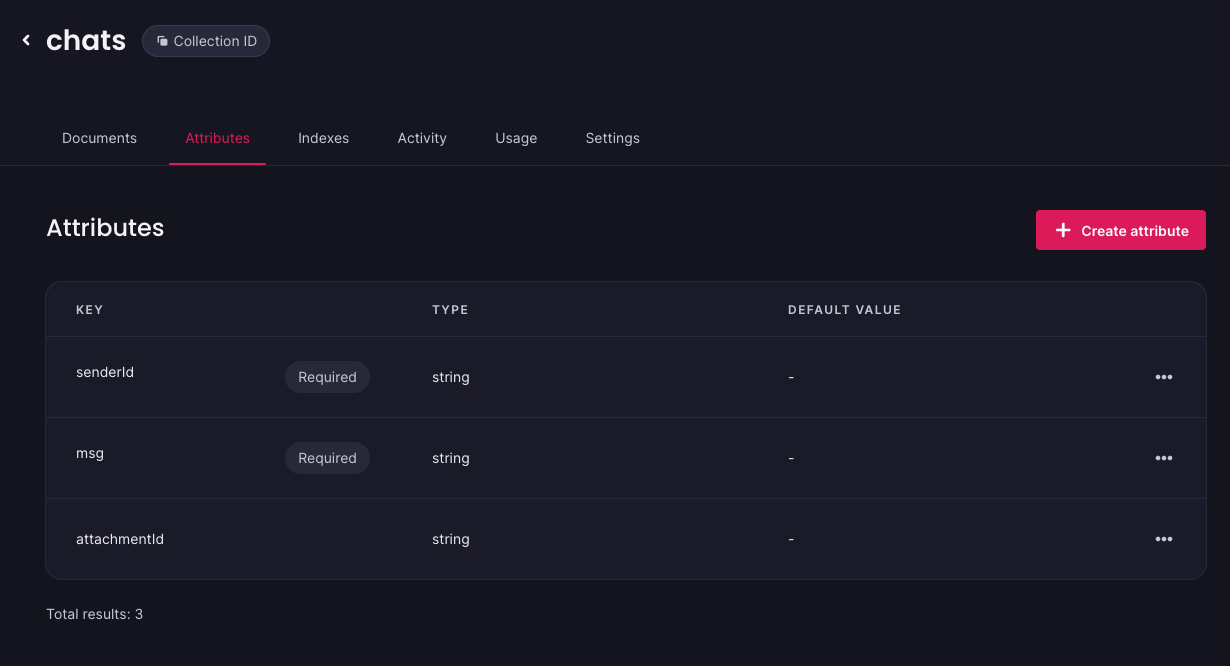 chats Collection ID
Documents Attributes Indexes Activity Usage Settings
Attributes
Create attribute
KEY TYPE DEFAULT VALUE
senderId Required string -
msg Required string -
attachmentId string -
Total results: 3